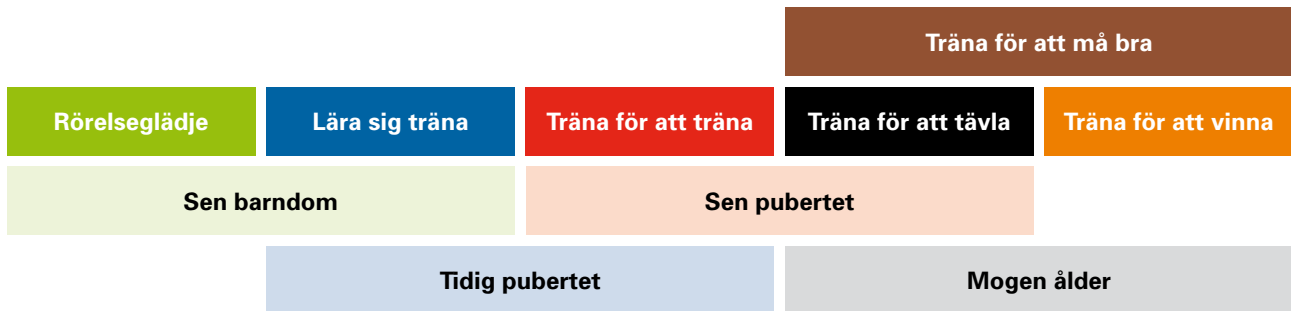 Träna för att må bra
Rörelseglädje
Lära sig träna
Träna för att träna
Träna för att tävla
Träna för att vinna
Sen barndom
Sen pubertet
Tidig pubertet
Mogen ålder